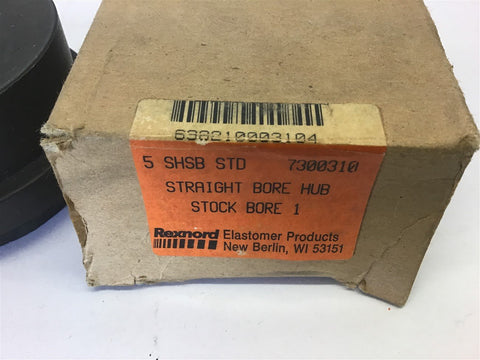 638210003104
5 SHSB STD 7300310
STRAIGHT BORE HUB
STOCK BORE 1
Rexnord Elastomer Products
New Berlin, WI 53151